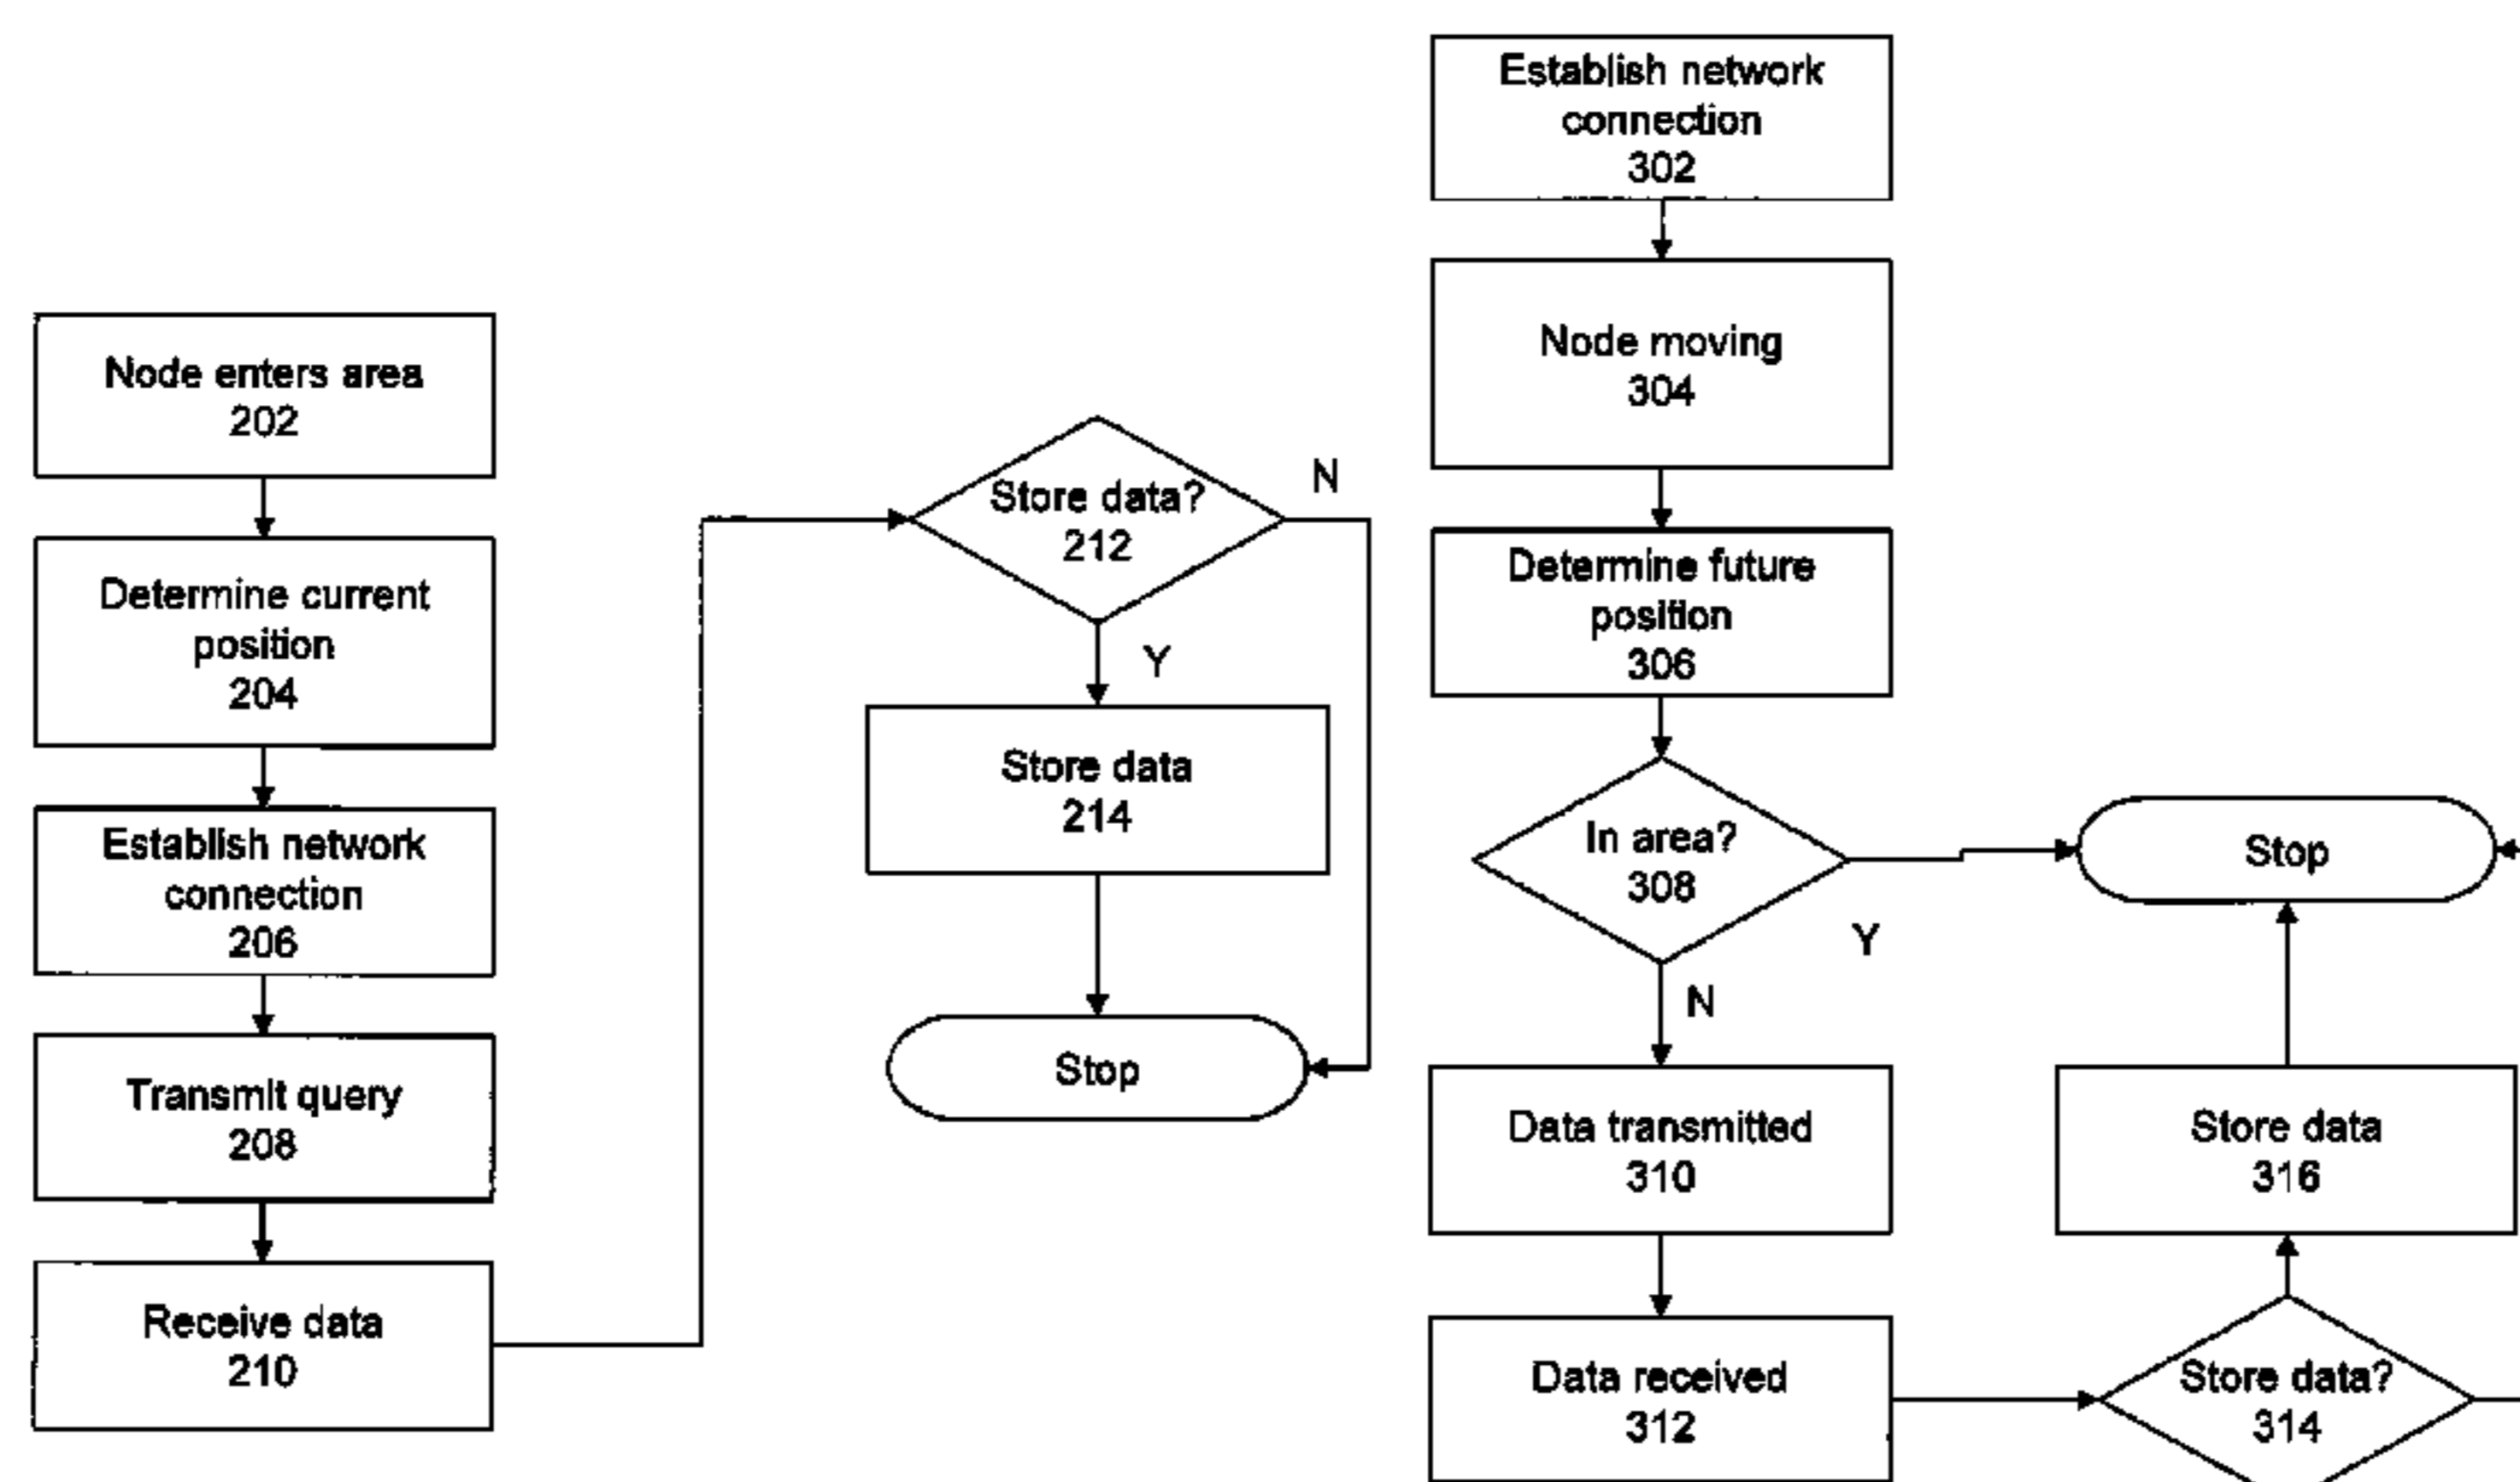 Node enters area
202
Determine current
position
204
Establish network
connection
206
Transmit query
208
Receive data
210
Store data?
212
N
Y
Store data
214
Stop
Establish network
connection
302
Node moving
304
Determine future
position
306
In area?
308
Y
N
Stop
Data transmitted
310
Data received
312
Store data?
314
Store data
316